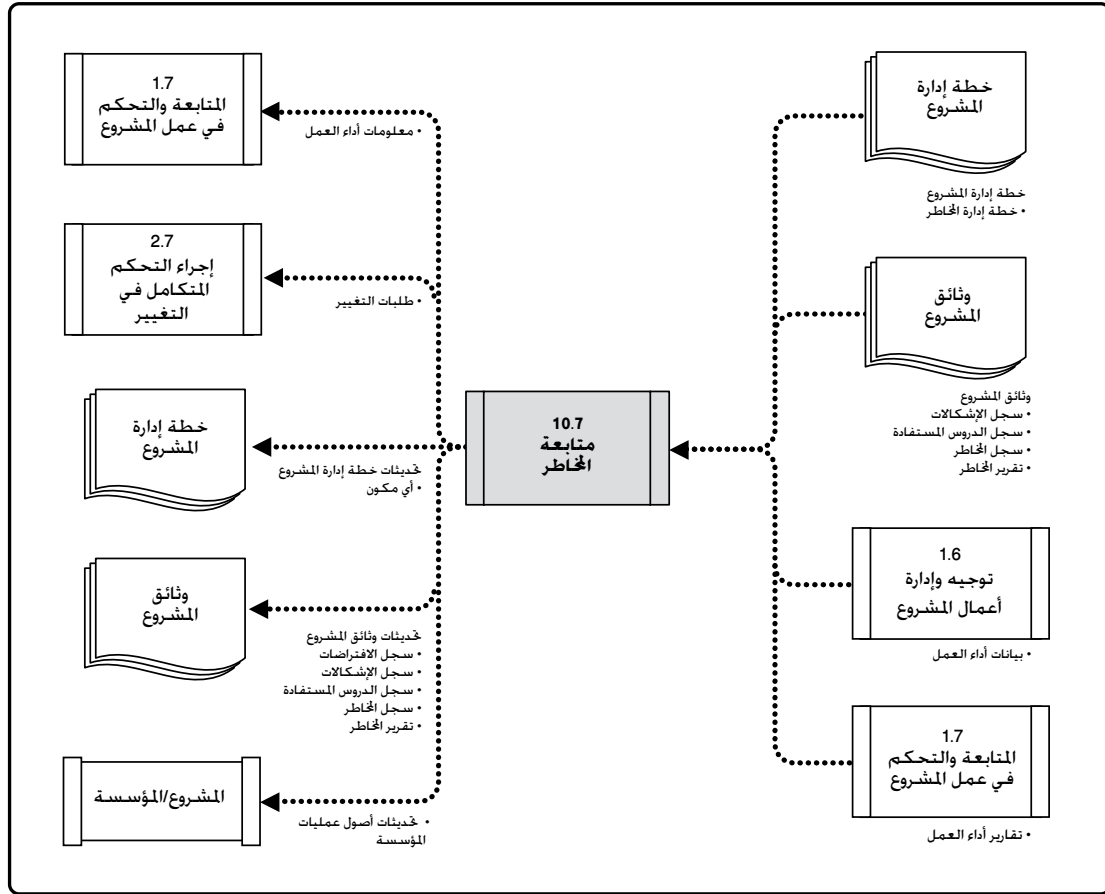 خطة إدارة
المشروع
خطة إدارة المشروع
• خطة إدارة المخاطر
وثائق
المشروع
وثائق المشروع
• سجل الإشكالات
• سجل الدروس المستفادة
• سجل المخاطر
• تقرير المخاطر
1.6
توجيه وإدارة
أعمال المشروع
• بيانات أداء العمل
1.7
المتابعة والتحكم
في عمل المشروع
• تقارير أداء العمل
10.7
متابعة
المخاطر
1.7
المتابعة والتحكم
في عمل المشروع
• معلومات أداء العمل
2.7
إجراء التحكم
المتكامل في
التغيير
• طلبات التغيير
خطة إدارة
المشروع
تحديثات خطة إدارة المشروع
• أي مكون
وثائق
المشروع
تحديثات وثائق المشروع
• سجل الافتراضات
• سجل الإشكالات
• سجل الدروس المستفادة
• سجل المخاطر
• تقرير المخاطر
المشروع/المؤسسة
• تحديثات أصول عمليات
المؤسسة